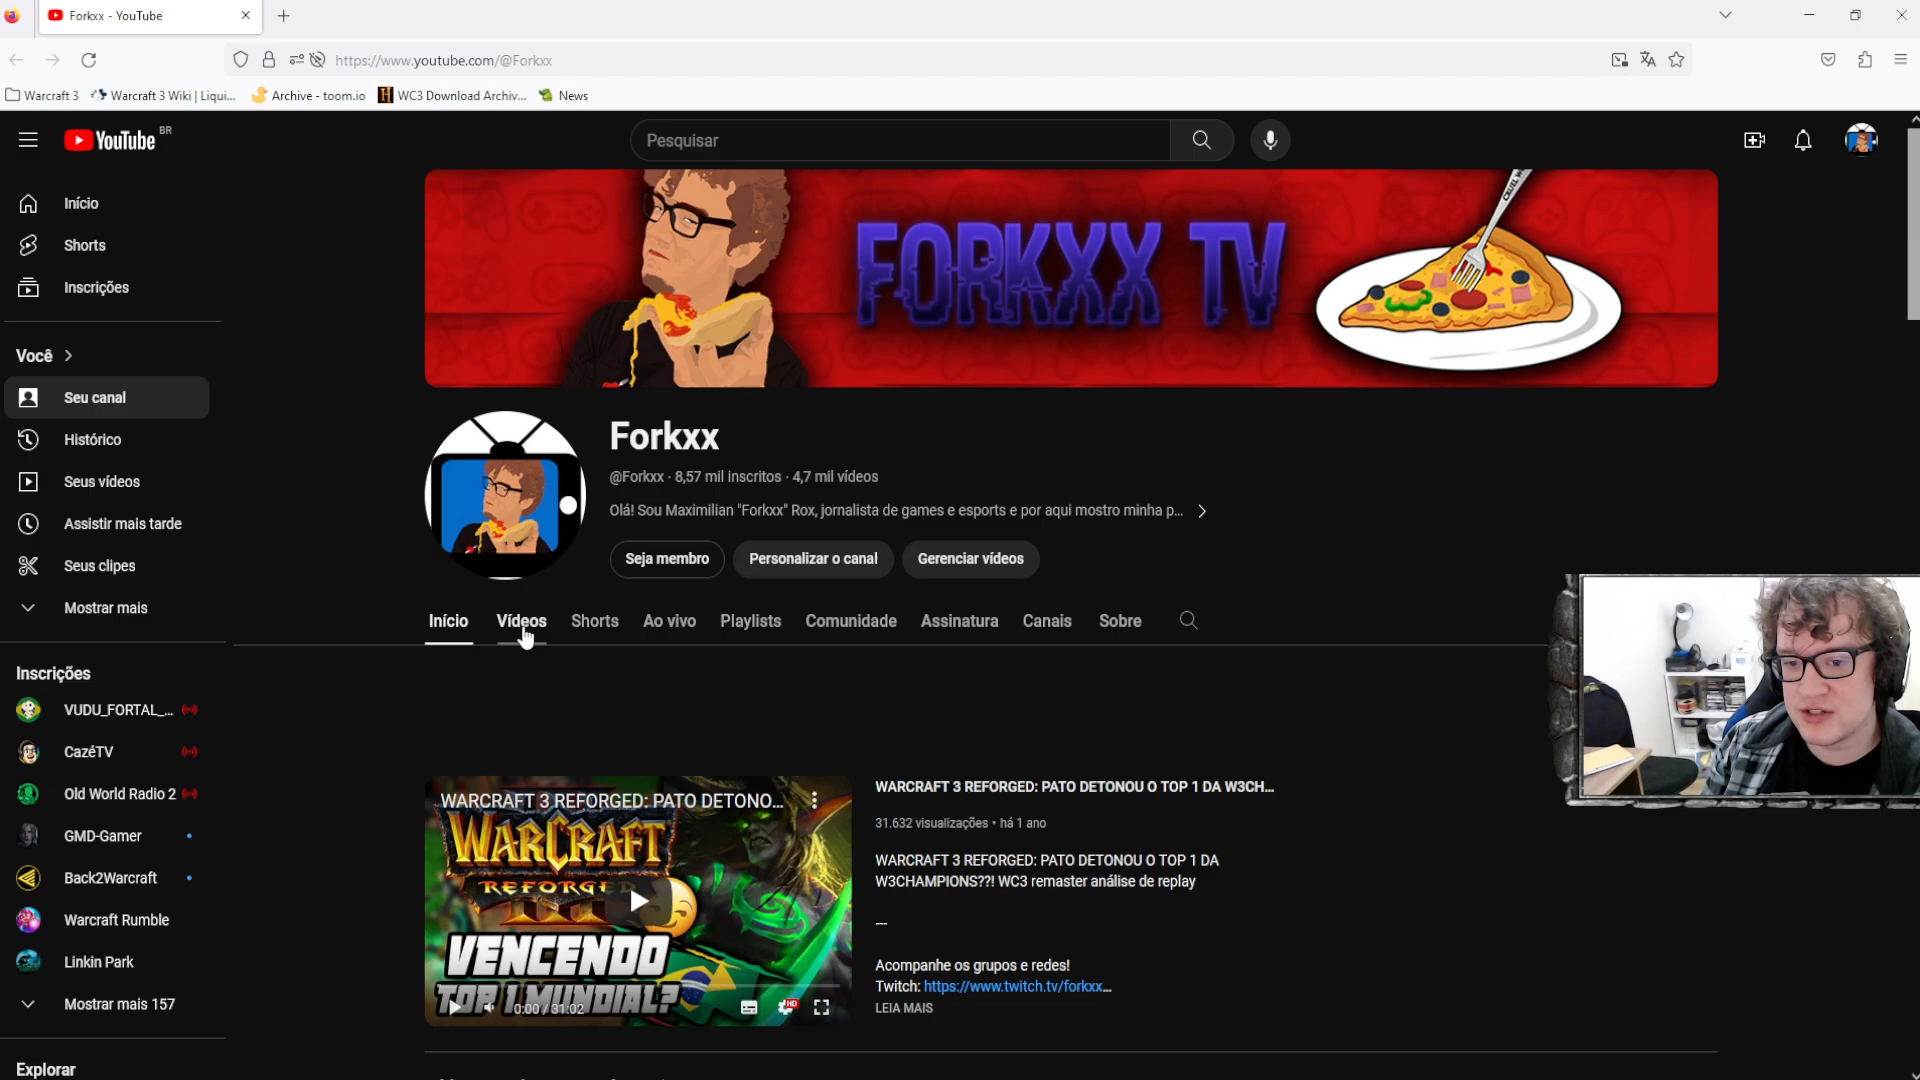 Forkxx - YouTube
https://www.youtube.com/@Forkxx
Warcraft 3
Warcraft 3 Wiki | Liqui...
Archive - toom.io
WC3 Download Archiv...
News
YouTube BR
Pesquisar
Início
Shorts
Inscrições
Você
Seu canal
Histórico
Seus vídeos
Assistir mais tarde
Seus clipes
Mostrar mais
Inscrições
VUDU_FORTAL_...
CazéTV
Old World Radio 2
GMD-Gamer
Back2Warcraft
Warcraft Rumble
Linkin Park
Mostrar mais 157
Explorar
FORKXX TV
Forkxx
@Forkxx · 8,57 mil inscritos · 4,7 mil vídeos
Olá! Sou Maximilian "Forkxx" Rox, jornalista de games e esports e por aqui mostro minha p...
Seja membro
Personalizar o canal
Gerenciar vídeos
Início
Vídeos
Shorts
Ao vivo
Playlists
Comunidade
Assinatura
Canais
Sobre
WARCRAFT 3 REFORGED: PATO DETONO...
WARCRAFT
REFORGED
VENCENDO
TOP 1 MUNDIAL?
0:00 / 31:02
HD
WARCRAFT 3 REFORGED: PATO DETONOU O TOP 1 DA W3CH...
31.632 visualizações • há 1 ano
WARCRAFT 3 REFORGED: PATO DETONOU O TOP 1 DA
W3CHAMPIONS??! WC3 remaster análise de replay
---
Acompanhe os grupos e redes!
Twitch: https://www.twitch.tv/forkxx...
LEIA MAIS